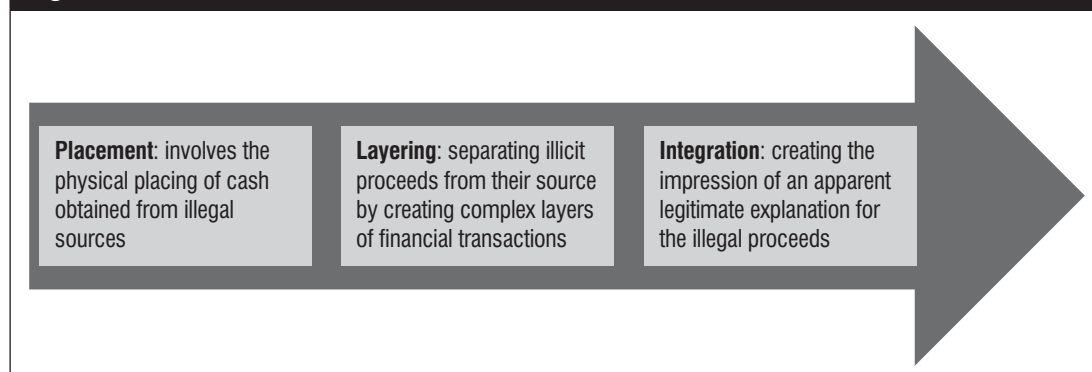 Placement: involves the
physical placing of cash
obtained from illegal
sources
Layering: separating illicit
proceeds from their source
by creating complex layers
of financial transactions
Integration: creating the
impression of an apparent
legitimate explanation for
the illegal proceeds